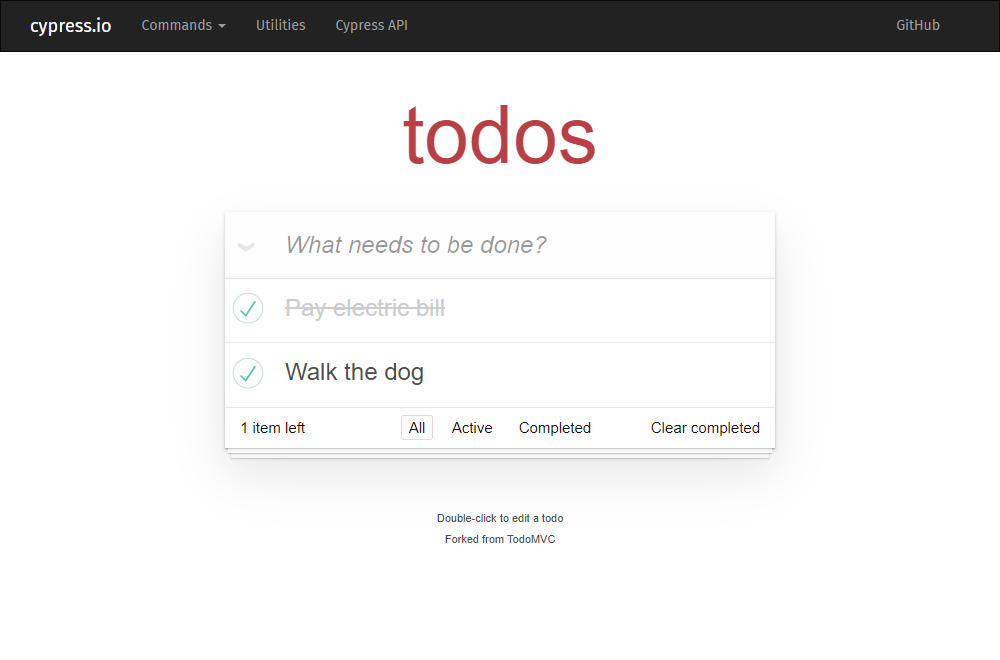 cypress.io Commands Utilities Cypress API GitHub
todos
What needs to be done?
Pay electric bill
Walk the dog
1 item left All Active Completed Clear completed
Double-click to edit a todo
Forked from TodoMVC